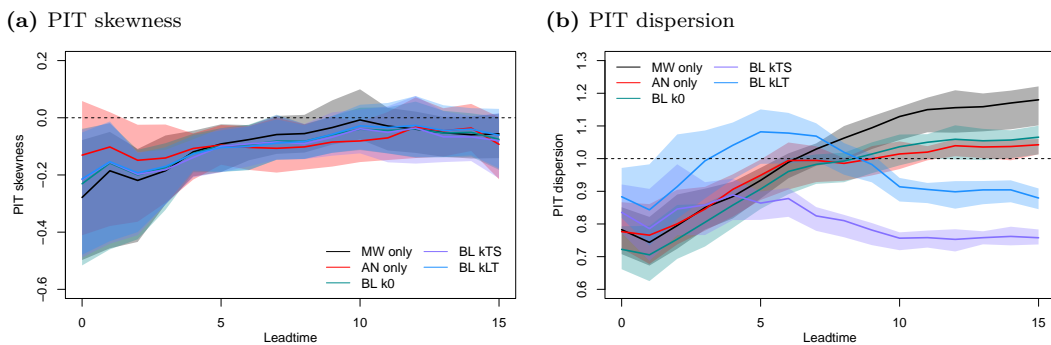 (a) PIT skewness
PIT skewness
0.2
0.0
−0.2
−0.4
−0.6
MW only
AN only
BL k0
BL kTS
BL kLT
0
5
10
15
Leadtime
(b) PIT dispersion
PIT dispersion
1.3
1.2
1.1
1.0
0.9
0.8
0.7
0.6
MW only
AN only
BL k0
BL kTS
BL kLT
0
5
10
15
Leadtime